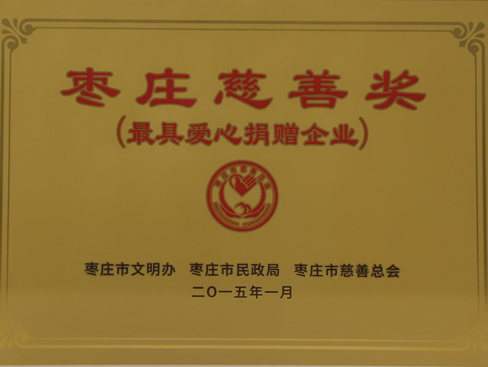 枣庄慈善奖
(最具爱心捐赠企业)
枣庄市文明办 枣庄市民政局 枣庄市慈善总会
二〇一五年一月